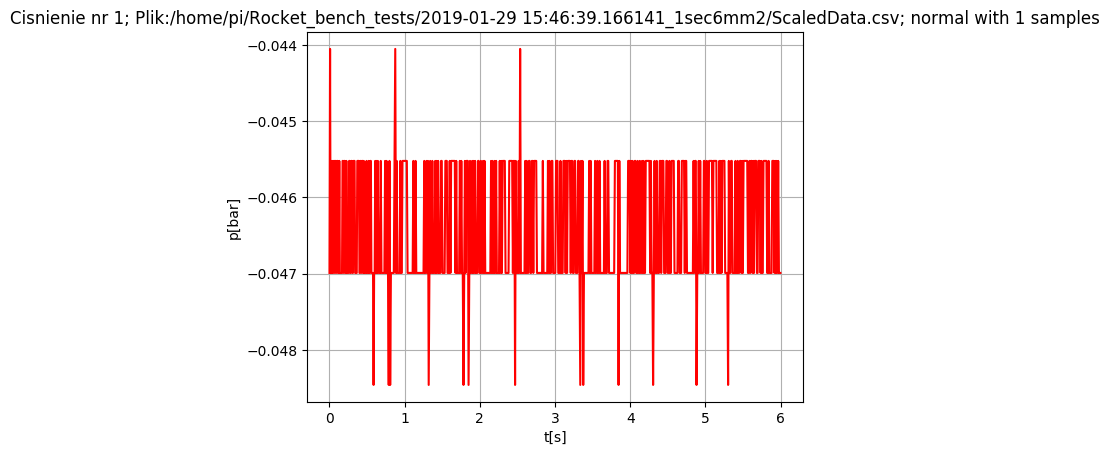 Cisnienie nr 1; Plik:/home/pi/Rocket_bench_tests/2019-01-29 15:46:39.166141_1sec6mm2/ScaledData.csv; normal with 1 samples
−0.044
−0.045
−0.046
−0.047
−0.048
p[bar]
0 1 2 3 4 5 6
t[s]